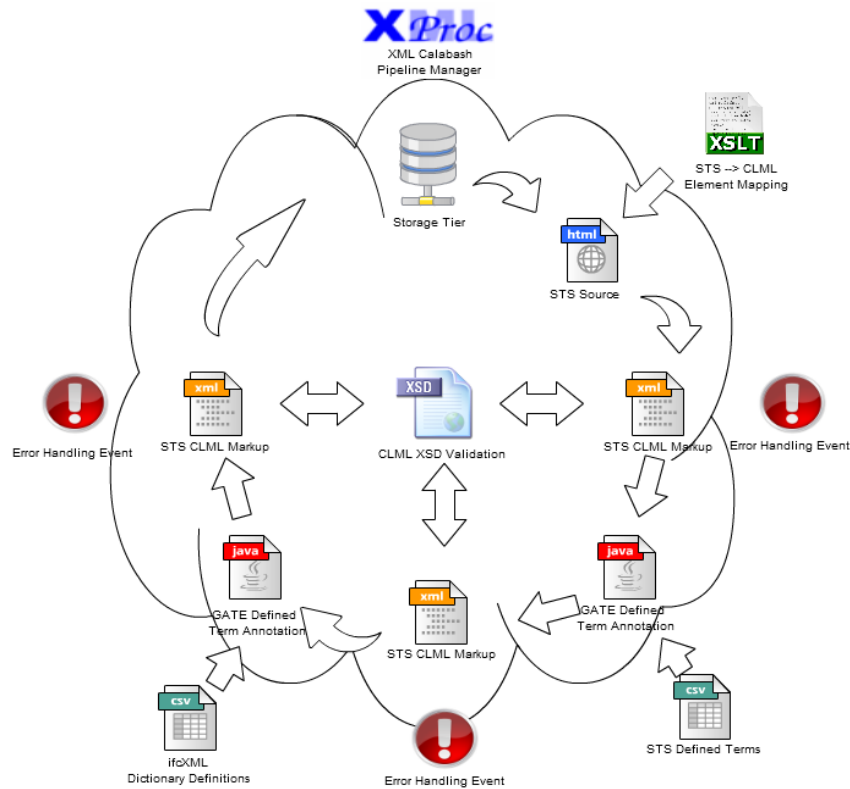 XML Proc
XML Calabash
Pipeline Manager
XSLT
STS --> CLML
Element Mapping
Storage Tier
html
STS Source
xml
STS CLML Markup
XSD
CLML XSD Validation
xml
STS CLML Markup
Error Handling Event
Error Handling Event
java
GATE Defined
Term Annotation
xml
STS CLML Markup
java
GATE Defined
Term Annotation
csv
ifcXML
Dictionary Definitions
Error Handling Event
csv
STS Defined Terms